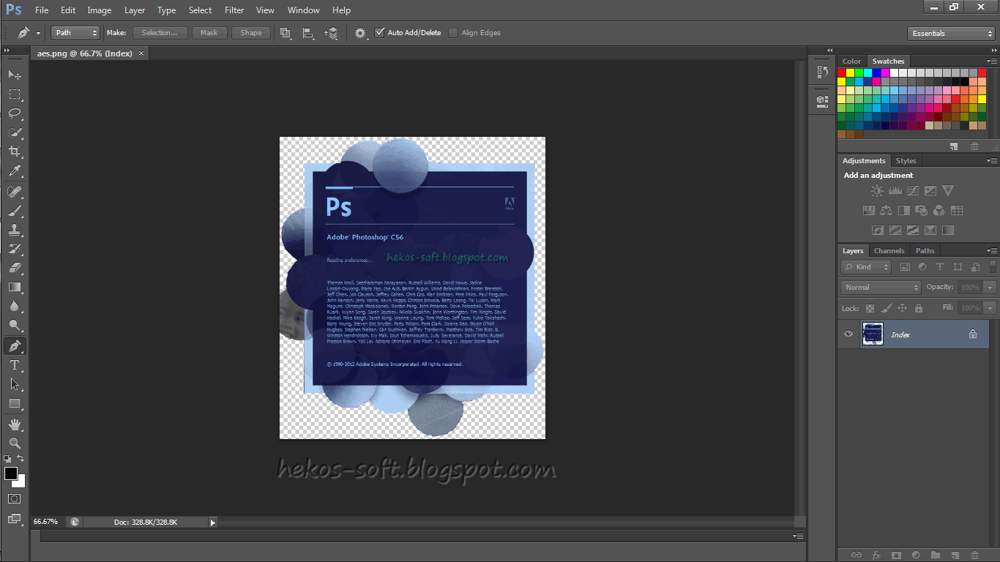 Ps File Edit Image Layer Type Select Filter View Window Help
Path Make: Selection... Mask Shape Auto Add/Delete Align Edges Essentials
aes.png @ 66.7% (Index) ×
Color Swatches
Adjustments Styles
Add an adjustment
Layers Channels Paths
Kind
Normal Opacity: 100%
Lock: Fill: 100%
Index
Ps
Adobe
Adobe® Photoshop® CS6
Reading preferences...
hekos-soft.blogspot.com
Thomas Knoll, Seetharaman Narayanan, Russell Williams, David Howe, Jackie
Lincoln-Owyang, Maria Yap, Joe Ault, Barkin Aygun, Vinod Balakrishnan, Foster Brereton,
Jeff Chien, Jon Clauson, Jeffrey Cohen, Chris Cox, Alan Erickson, Pete Falco, Paul Ferguson,
John Hanson, Jerry Harris, Kevin Hopps, Chintan Intwala, Betty Leong, Tai Luxon, Mark
Maguire, Christoph Moskalonek, Renbin Peng, John Peterson, Dave Polaschek, Thomas
Ruark, Yuyan Song, Sarah Stuckey, Nikolai Svakhin, John Worthington, Tim Wright, David
Hackel, Mike Keogh, Sarah Kong, Wennie Leung, Tom McRae, Jeff Sass, Yukie Takahashi,
Barry Young, Steven Eric Snyder, Patty Wilson, Pam Clark, Zorana Gee, Bryan O'Neil
Hughes, Stephen Nielson, Cari Gushiken, Jeffrey Tranberry, Matthew Bice, Tim Riot, B.
Winston Hendrickson, Ivy Mak, Iouri Tchernoousko, Judy Severance, David Mohr, Russell
Preston Brown, Yali Lei, Adriana Ohlmeyer, Eric Floch, Yu Xiang Li, Jesper Storm Bache
© 1990-2012 Adobe Systems Incorporated. All rights reserved.
hekos-soft.blogspot.com
66.67% Doc: 328.8K/328.8K